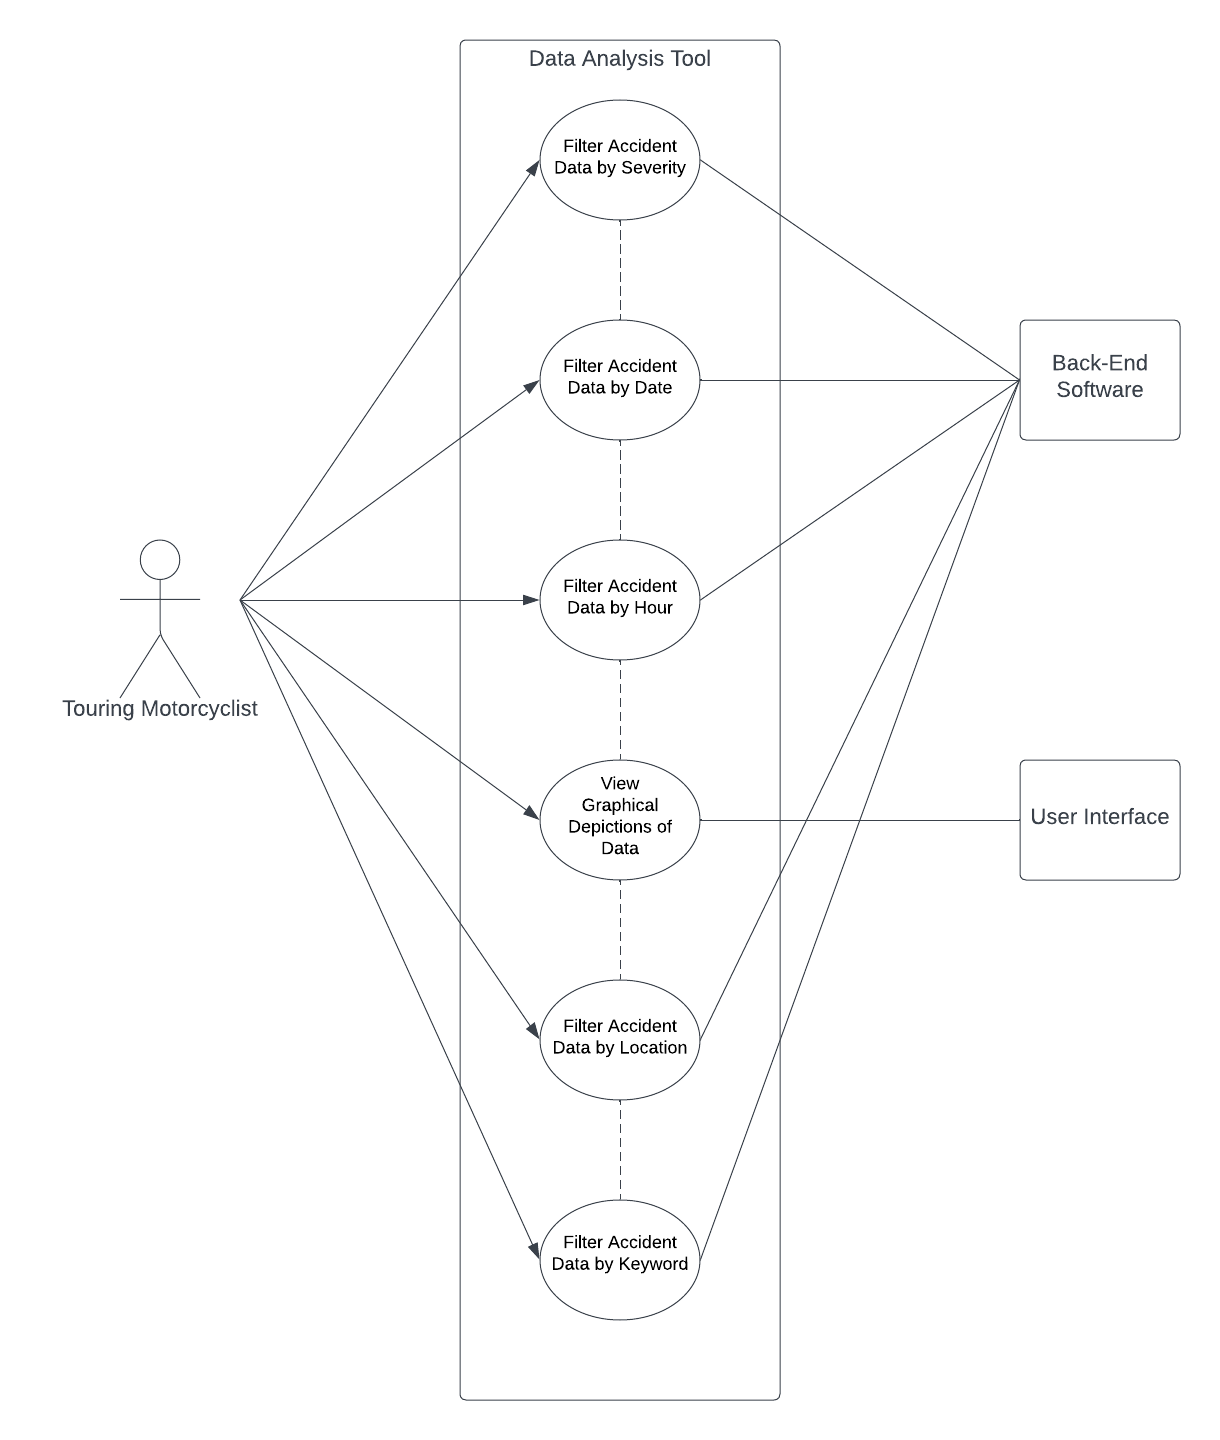 Data Analysis Tool
Filter Accident
Data by Severity
Filter Accident
Data by Date
Back-End
Software
Filter Accident
Data by Hour
Touring Motorcyclist
View
Graphical
Depictions of
Data
User Interface
Filter Accident
Data by Location
Filter Accident
Data by Keyword